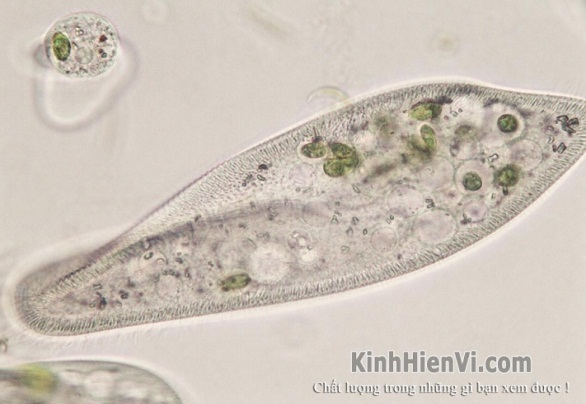 KinhHienVi.com
Chất lượng trong những gì bạn xem được !